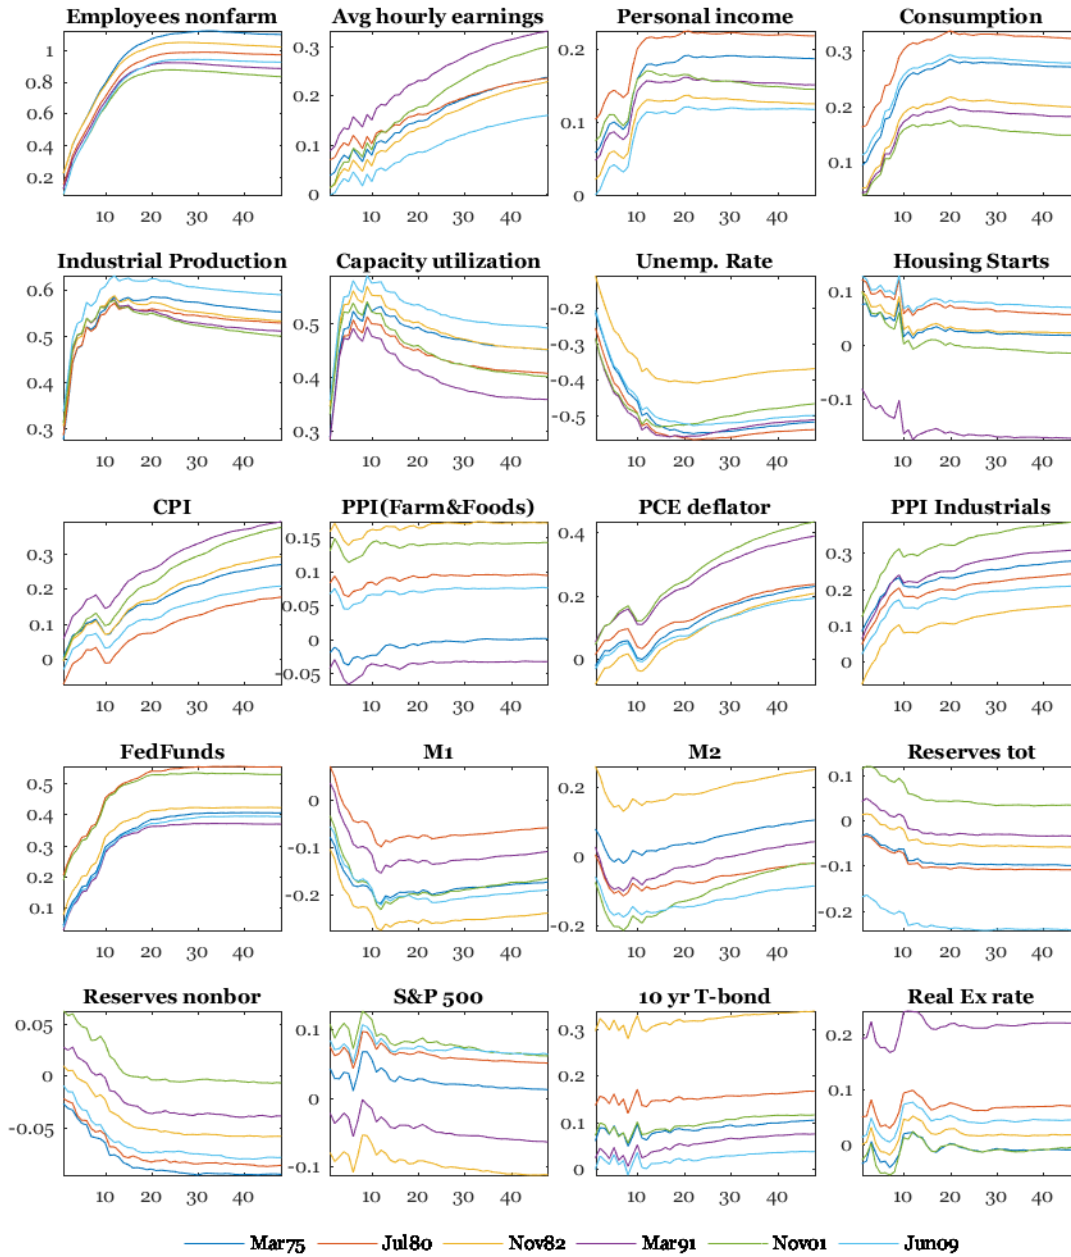 Employees nonfarm Avg hourly earnings Personal income Consumption
1 0.8 0.6 0.4 0.2
0.3 0.2 0.1 0
0.2 0.1 0
0.3 0.2 0.1
10 20 30 40 10 20 30 40 10 20 30 40 10 20 30 40
Industrial Production Capacity utilization Unemp. Rate Housing Starts
0.6 0.5 0.4 0.3
0.5 0.4 0.3
-0.2 -0.3 -0.4 -0.5
0.1 0 -0.1
10 20 30 40 10 20 30 40 10 20 30 40 10 20 30 40
CPI PPI(Farm&Foods) PCE deflator PPI Industrials
0.3 0.2 0.1 0
0.15 0.1 0.05 0 -0.05
0.4 0.2 0
0.3 0.2 0.1 0
10 20 30 40 10 20 30 40 10 20 30 40 10 20 30 40
FedFunds M1 M2 Reserves tot
0.5 0.4 0.3 0.2 0.1
0 -0.1 -0.2
0.2 0 -0.2
0.1 0 -0.1 -0.2
10 20 30 40 10 20 30 40 10 20 30 40 10 20 30 40
Reserves nonbor S&P 500 10 yr T-bond Real Ex rate
0.05 0 -0.05
0.1 0 -0.1
0.3 0.2 0.1 0
0.2 0.1 0
10 20 30 40 10 20 30 40 10 20 30 40 10 20 30 40
Mar75 Jul80 Nov82 Mar91 Nov01 Jun09